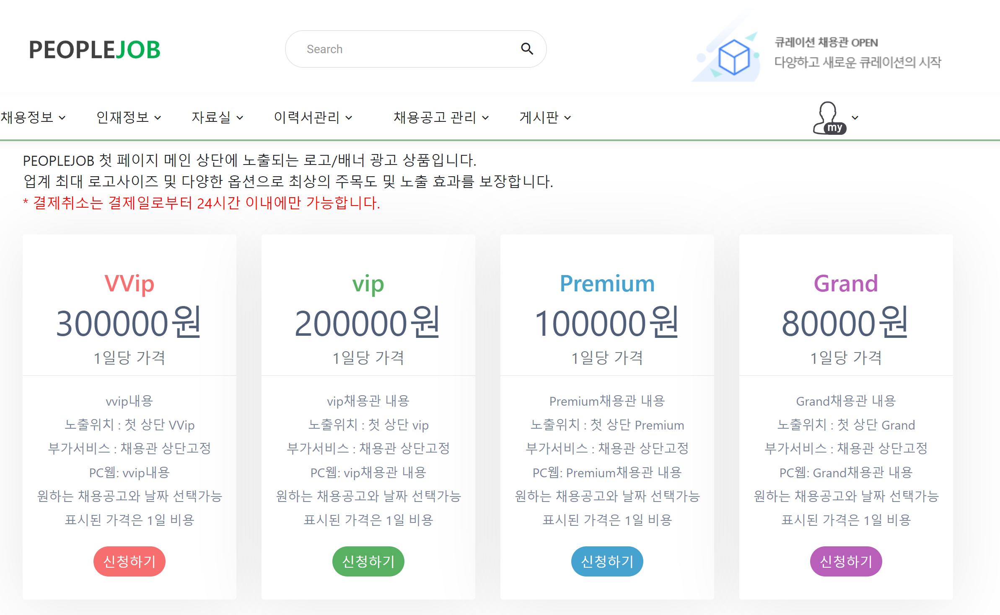 PEOPLEJOB
Search
큐레이션 채용관 OPEN
다양하고 새로운 큐레이션의 시작
채용정보
인재정보
자료실
이력서관리
채용공고 관리
게시판
my
PEOPLEJOB 첫 페이지 메인 상단에 노출되는 로고/배너 광고 상품입니다.
업계 최대 로고사이즈 및 다양한 옵션으로 최상의 주목도 및 노출 효과를 보장합니다.
* 결제취소는 결제일로부터 24시간 이내에만 가능합니다.
VVip
300000원
1일당 가격
vvip내용
노출위치 : 첫 상단 VVip
부가서비스 : 채용관 상단고정
PC웹: vvip내용
원하는 채용공고와 날짜 선택가능
표시된 가격은 1일 비용
신청하기
vip
200000원
1일당 가격
vip채용관 내용
노출위치 : 첫 상단 vip
부가서비스 : 채용관 상단고정
PC웹: vip채용관 내용
원하는 채용공고와 날짜 선택가능
표시된 가격은 1일 비용
신청하기
Premium
100000원
1일당 가격
Premium채용관 내용
노출위치 : 첫 상단 Premium
부가서비스 : 채용관 상단고정
PC웹: Premium채용관 내용
원하는 채용공고와 날짜 선택가능
표시된 가격은 1일 비용
신청하기
Grand
80000원
1일당 가격
Grand채용관 내용
노출위치 : 첫 상단 Grand
부가서비스 : 채용관 상단고정
PC웹: Grand채용관 내용
원하는 채용공고와 날짜 선택가능
표시된 가격은 1일 비용
신청하기